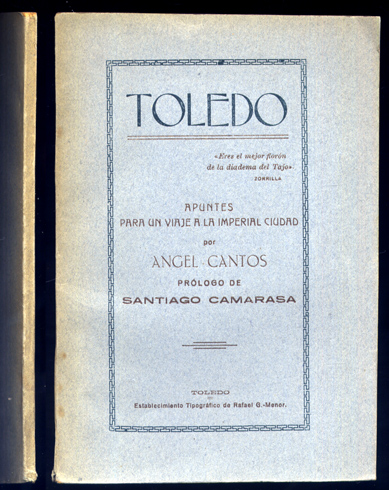 TOLEDO
«Eres el mejor florón
de la diadema del Tajo»
ZORRILLA
APUNTES
PARA UN VIAJE A LA IMPERIAL CIUDAD
por
ANGEL CANTOS
PRÓLOGO DE
SANTIAGO CAMARASA
TOLEDO
Establecimiento Tipográfico de Rafael G.-Menor.